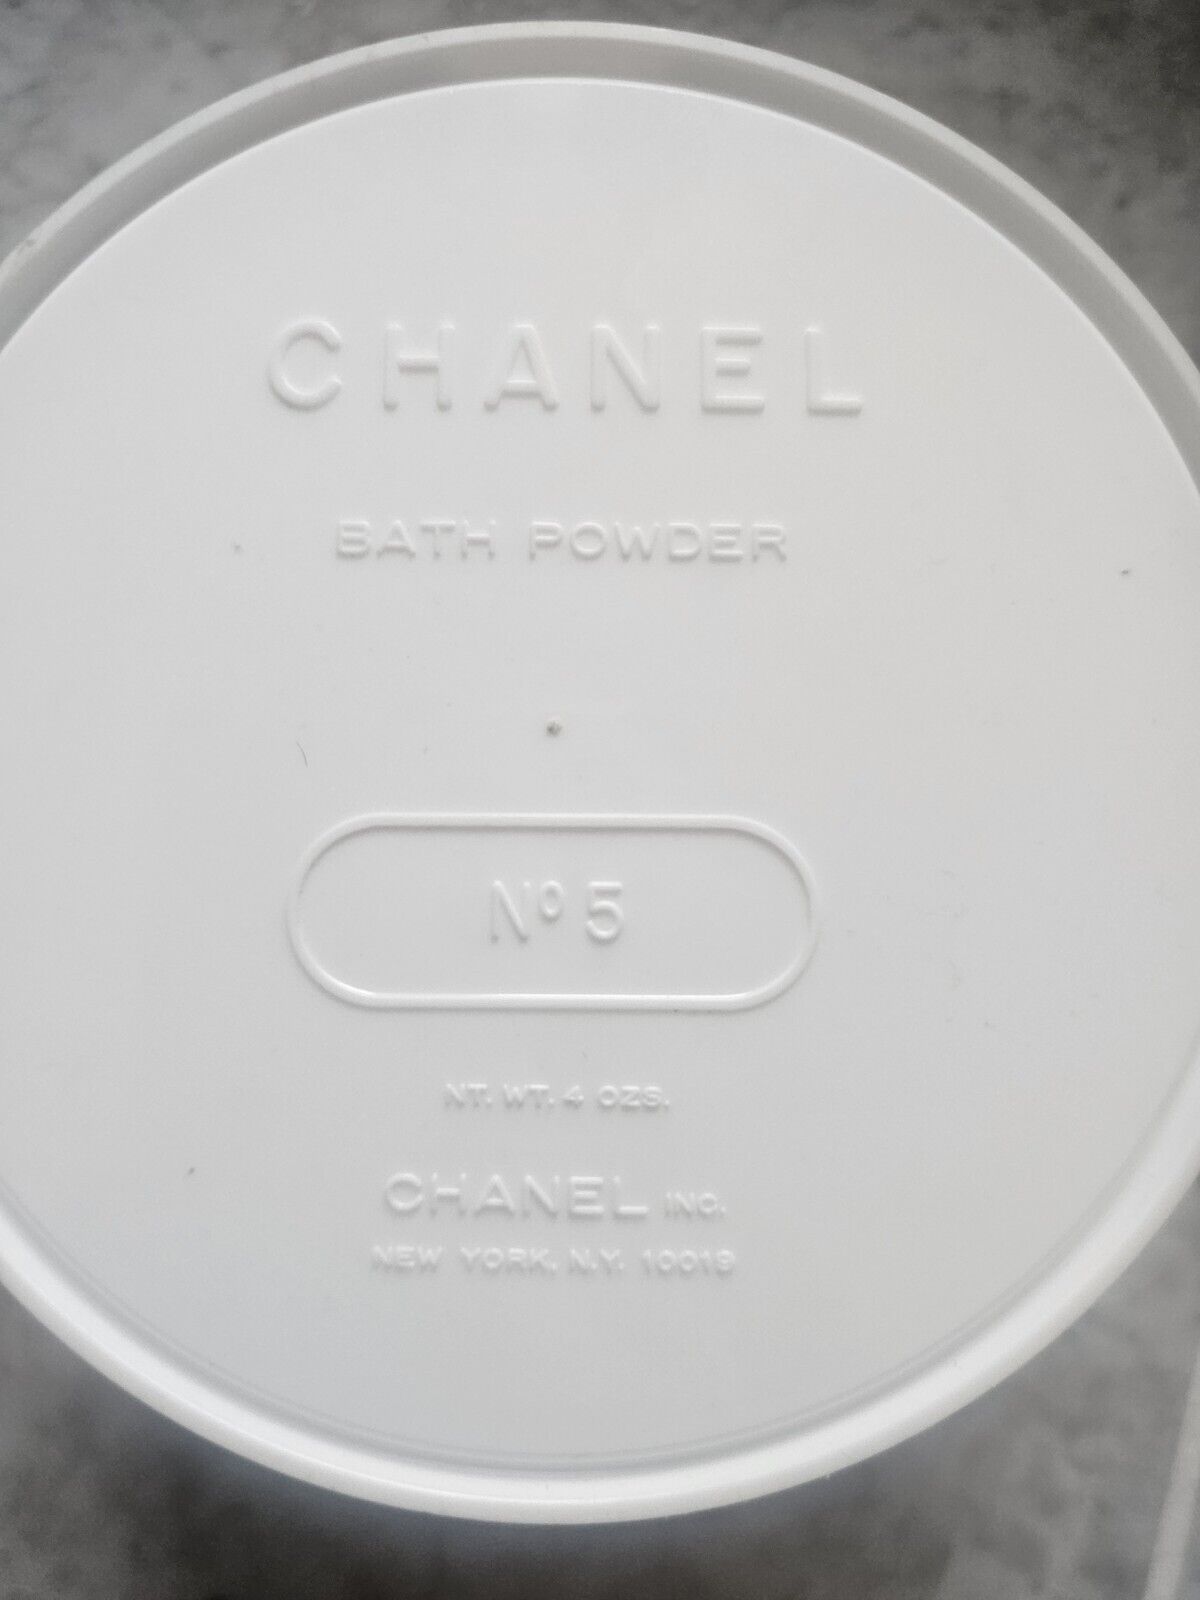 CHANEL
BATH POWDER
Nº 5
NT. WT. 4 OZS.
CHANEL INC.
NEW YORK, N.Y. 10019